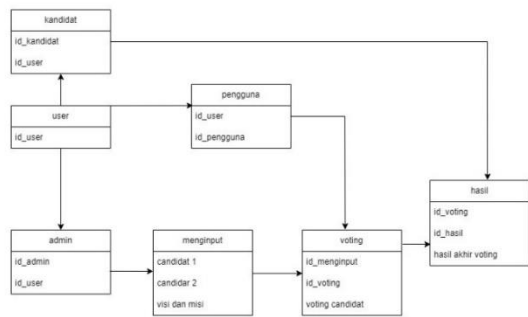 kandidat
id_kandidat
id_user
user
id_user
pengguna
id_user
id_pengguna
admin
id_admin
id_user
menginput
candidat 1
candidar 2
visi dan misi
voting
id_menginput
id_voting
voting candidat
hasil
id_voting
id_hasil
hasil akhir voting